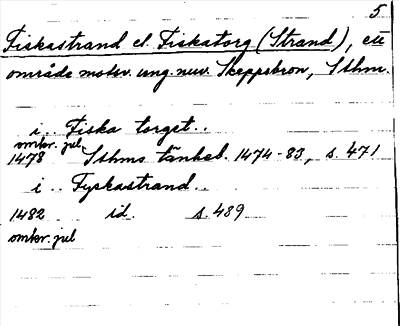 5
Fiskastrand el. Fiskatorg (Strand), ett
område motsv. ung. nuv. Skeppsbron, Sthm.
i .. Fiska torget ..
omkr. jul
1478 Sthms tänkeb. 1474-83, s. 471
i .. Fyskastrand ..
1482 id. s. 489
omkr. jul